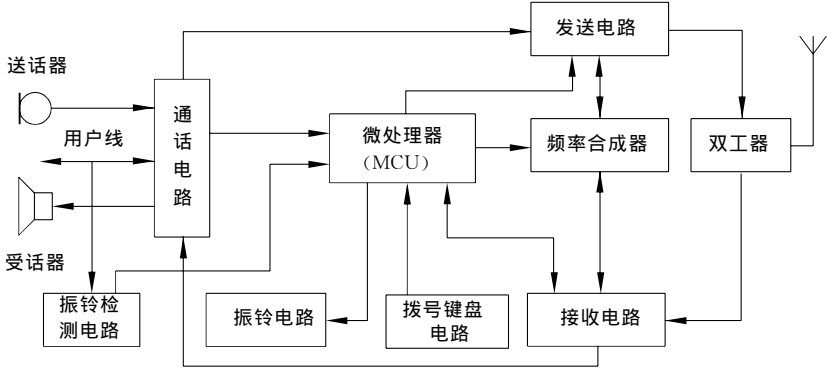 发送电路
送话器
通
话
电
路
用户线
微处理器
（MCU）
频率合成器
双工器
受话器
振铃检
测电路
振铃电路
拨号键盘
电路
接收电路